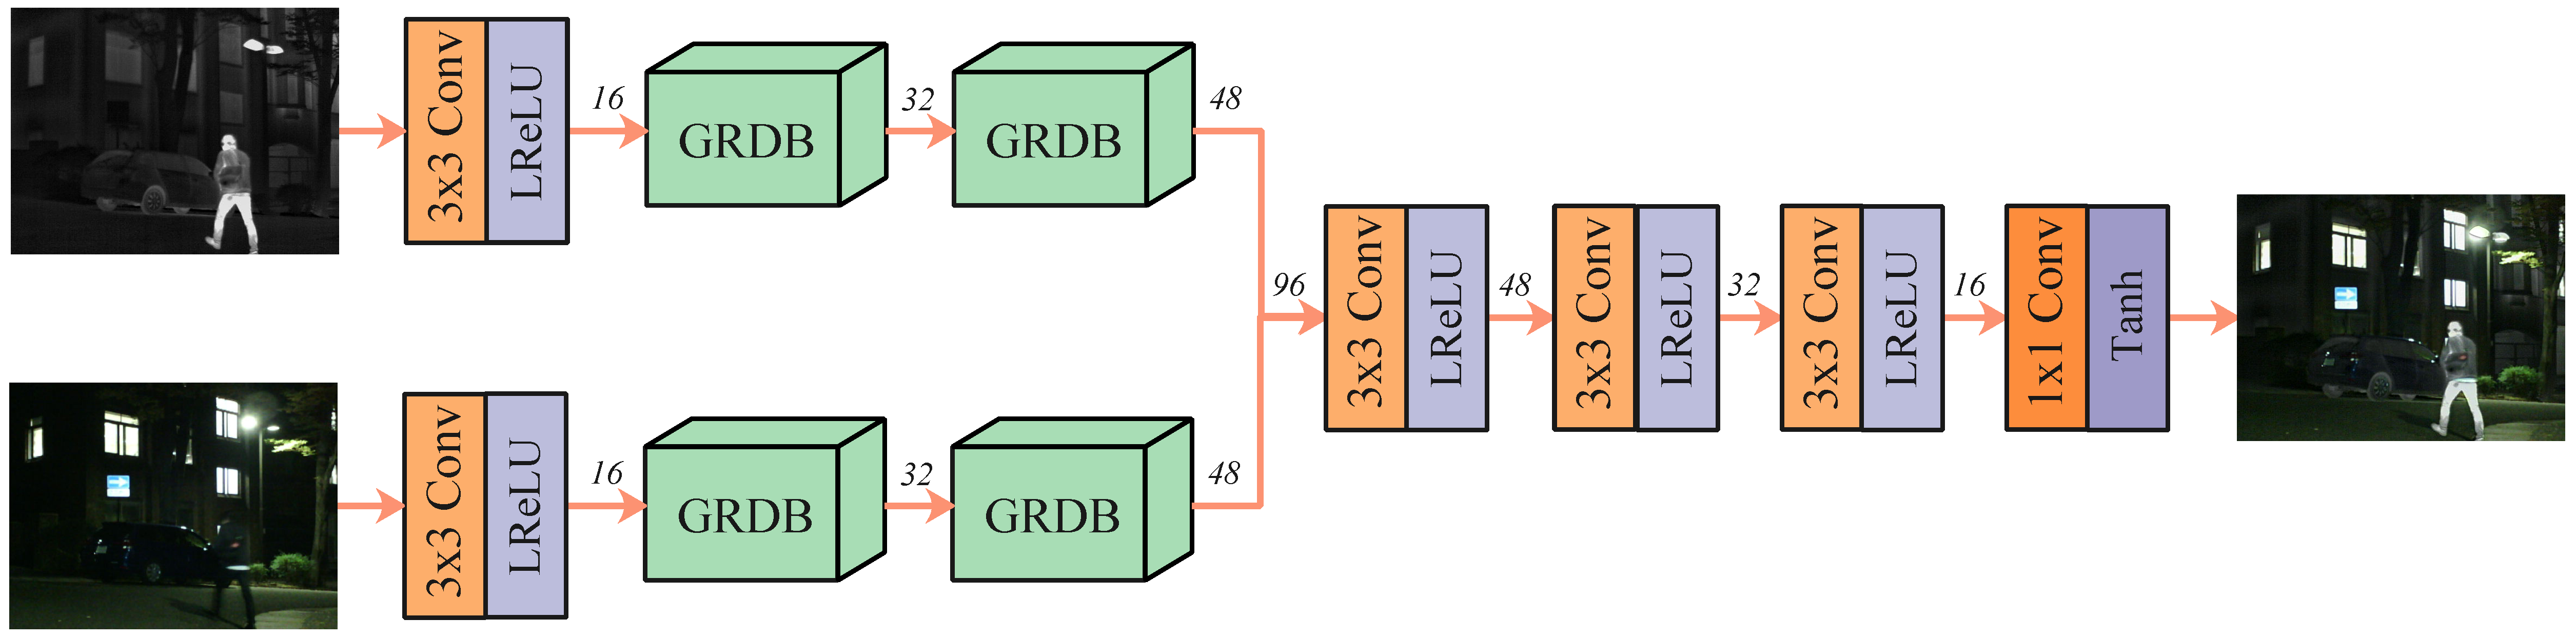 3x3 Conv
LReLU
16
GRDB
32
GRDB
48
3x3 Conv
LReLU
16
GRDB
32
GRDB
48
96
3x3 Conv
LReLU
48
3x3 Conv
LReLU
32
3x3 Conv
LReLU
16
1x1 Conv
Tanh